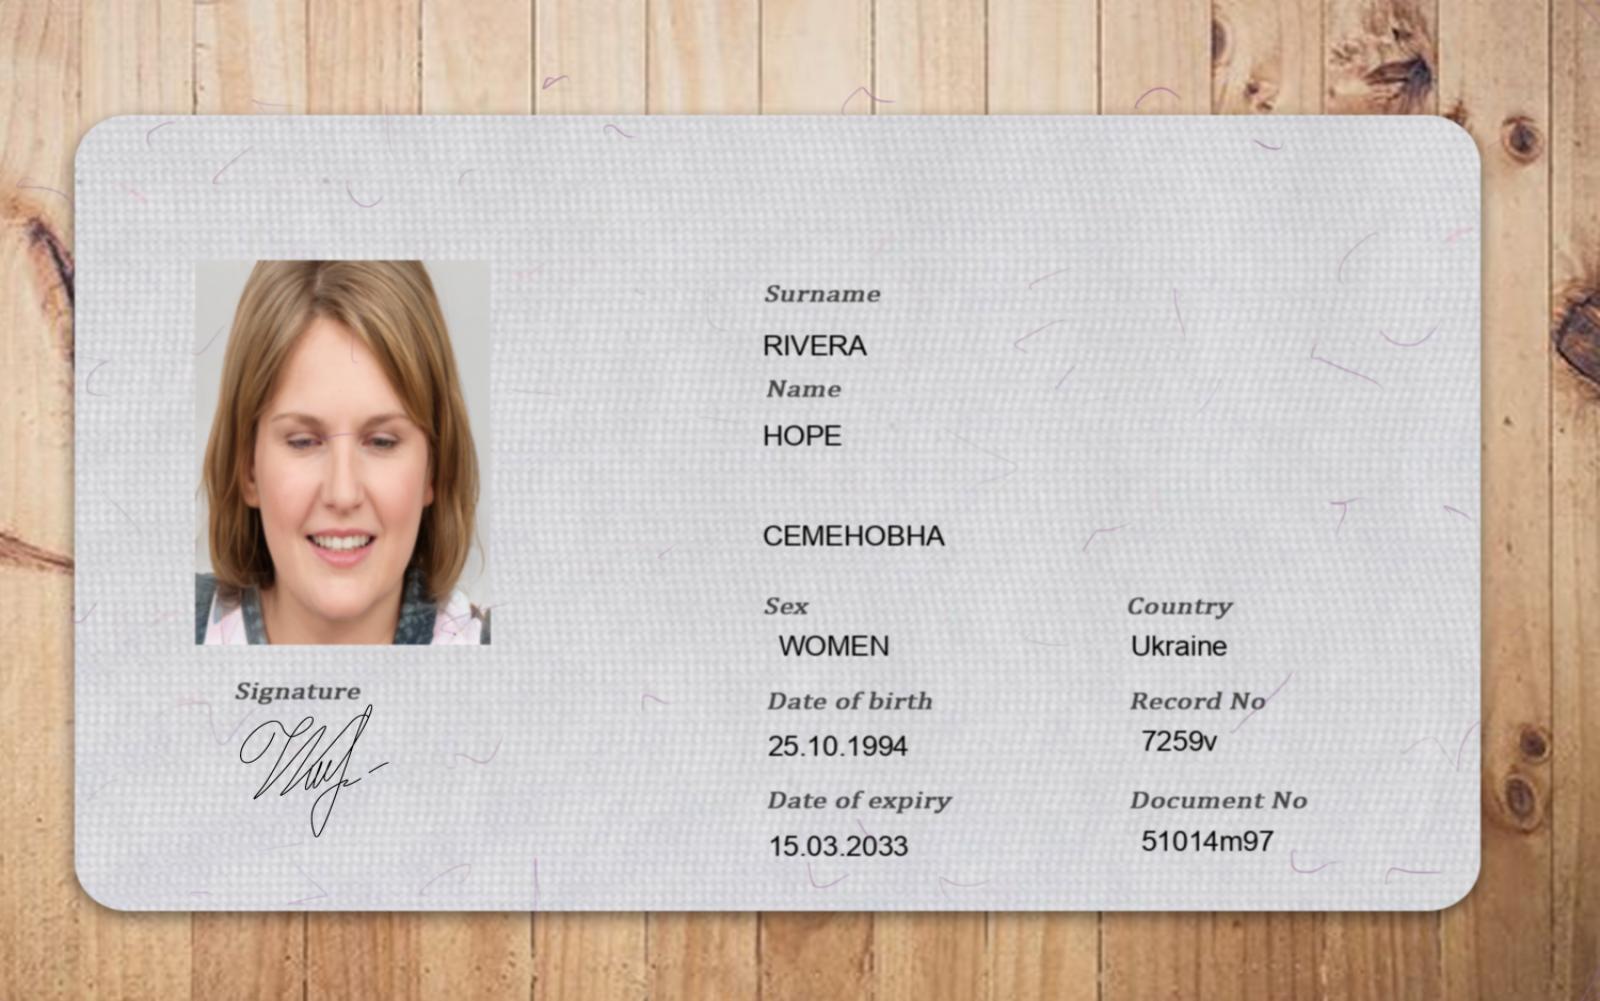 Surname
RIVERA
Name
HOPE
CEMEHOBHA
Sex
Country
WOMEN
Ukraine
Date of birth
Record No
25.10.1994
7259v
Date of expiry
Document No
15.03.2033
51014m97
Signature